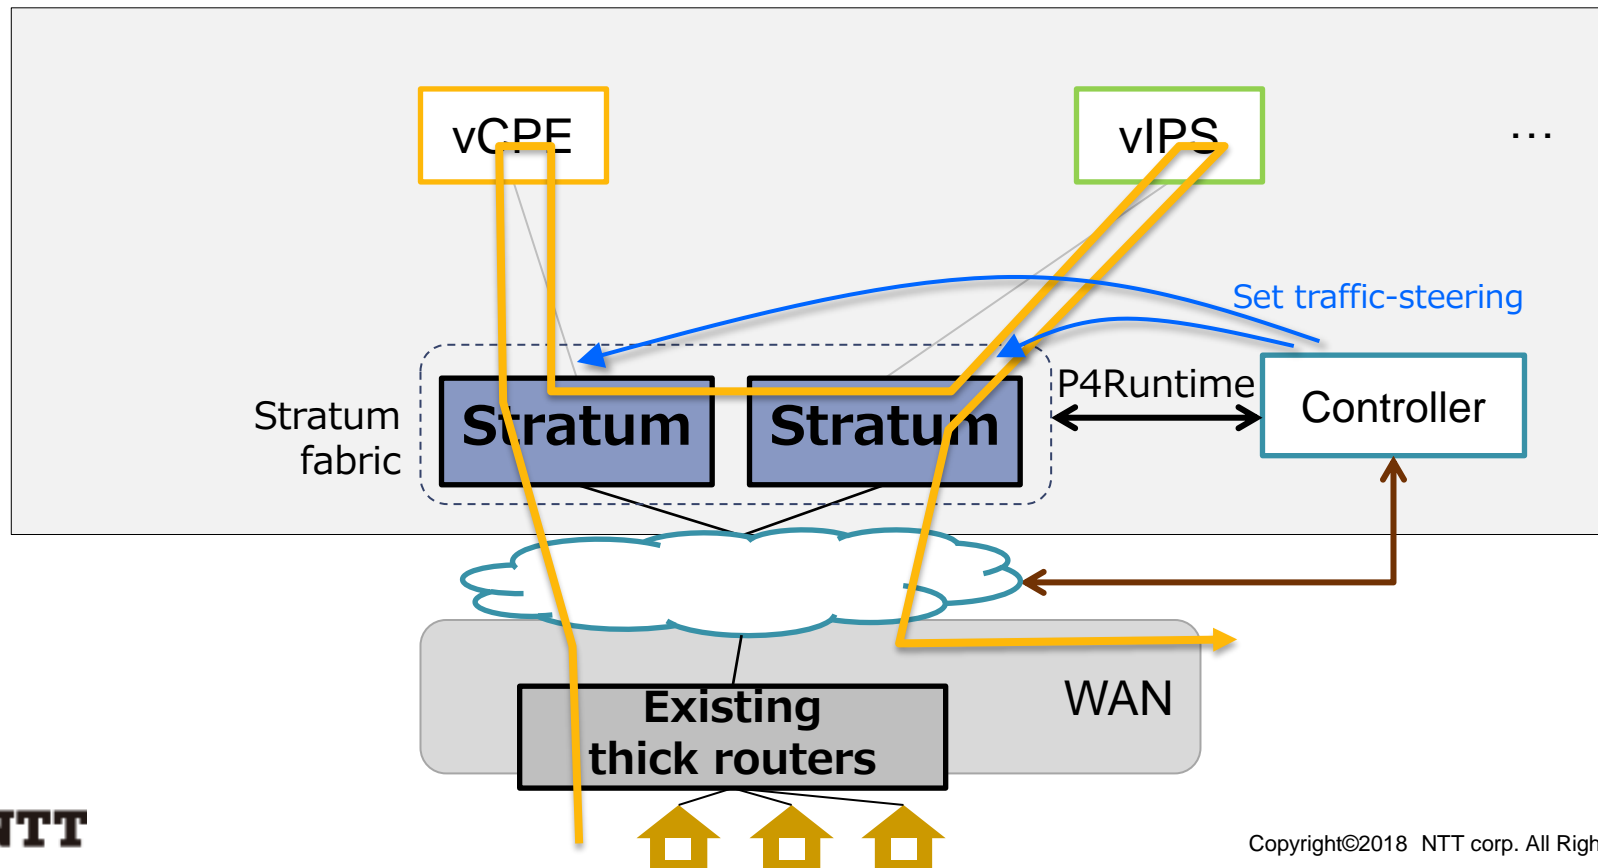 vCPE
vIPS
...
Set traffic-steering
Stratum
fabric
Stratum
Stratum
P4Runtime
Controller
WAN
Existing
thick routers
NTT
Copyright©2018 NTT corp. All Righ